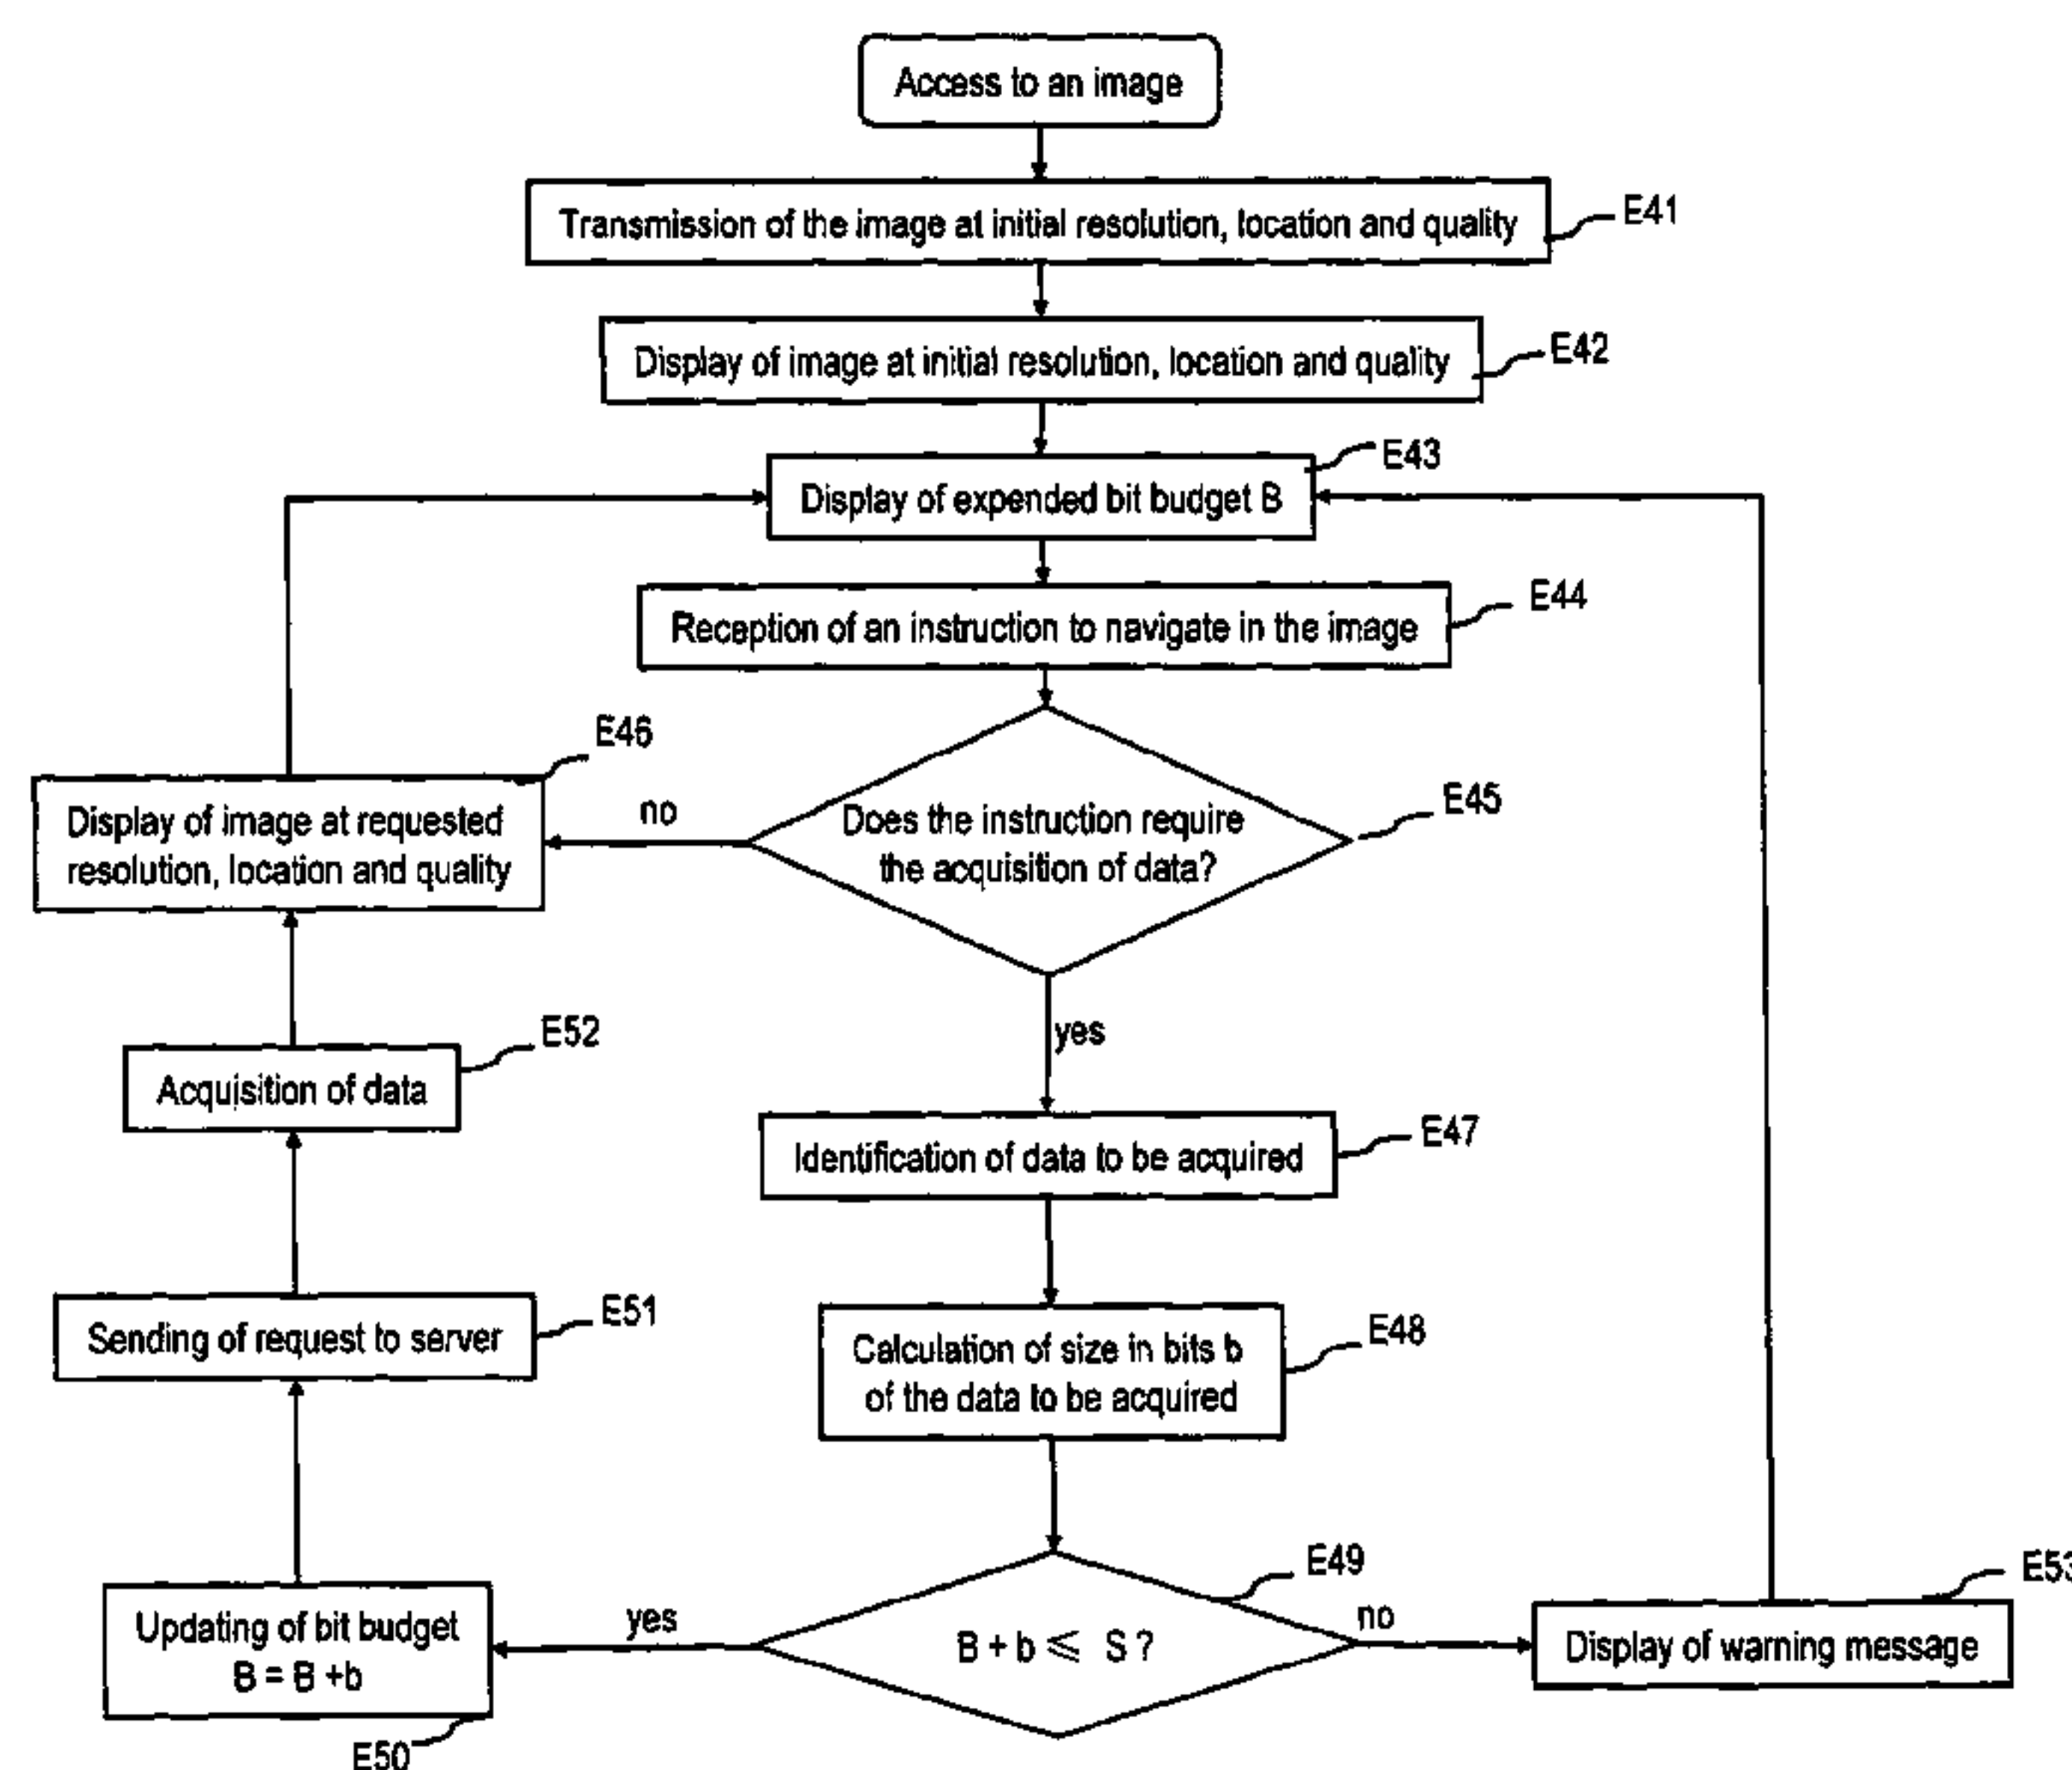 Access to an image
Transmission of the image at initial resolution, location and quality
E41
Display of image at initial resolution, location and quality
E42
E43
Display of expended bit budget B
E44
Reception of an instruction to navigate in the image
E46
Display of image at requested
resolution, location and quality
no
Does the instruction require
the acquisition of data?
E45
yes
E52
Acquisition of data
E47
Identification of data to be acquired
E51
Sending of request to server
E48
Calculation of size in bits b
of the data to be acquired
E49
E53
Updating of bit budget
B = B +b
E50
yes
B + b ⩽ S ?
no
Display of warning message